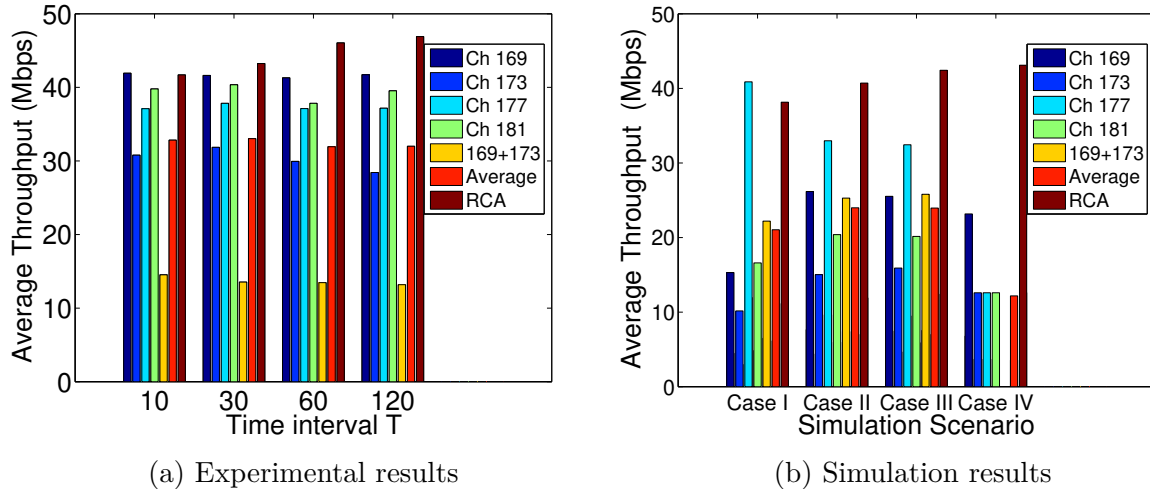 50
40
30
20
10
0
Average Throughput (Mbps)
Ch 169
Ch 173
Ch 177
Ch 181
169+173
Average
RCA
10 30 60 120
Time interval T
(a) Experimental results
50
40
30
20
10
0
Average Throughput (Mbps)
Ch 169
Ch 173
Ch 177
Ch 181
169+173
Average
RCA
Case I Case II Case III Case IV
Simulation Scenario
(b) Simulation results